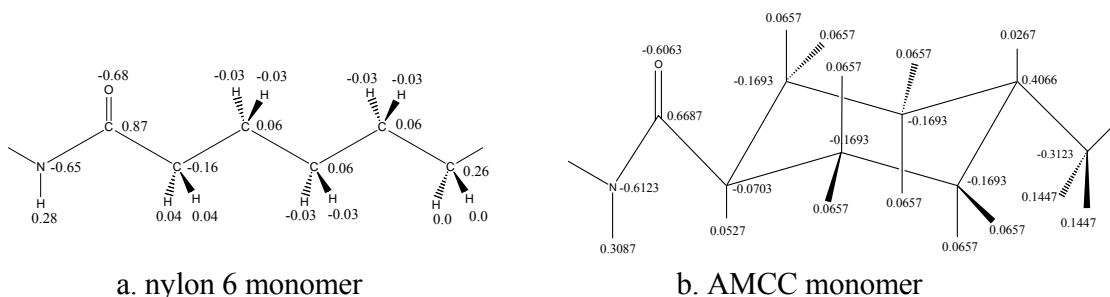 -0.68
O
-0.03 -0.03
H H
-0.03 -0.03
H H
C 0.87
C 0.06
C 0.06
N -0.65
C -0.16
C 0.06
C 0.26
H
0.28
H H
0.04 0.04
H H
-0.03 -0.03
H H
0.0 0.0
a. nylon 6 monomer
-0.6063
O
0.0657
0.0657
0.0657
0.0657
0.0267
-0.1693
0.4066
0.6687
-0.1693
-0.1693
-0.3123
N -0.6123
-0.0703
-0.1693
0.1447
0.1447
0.0657
0.0657
0.0657
0.0657
0.0527
0.3087
b. AMCC monomer